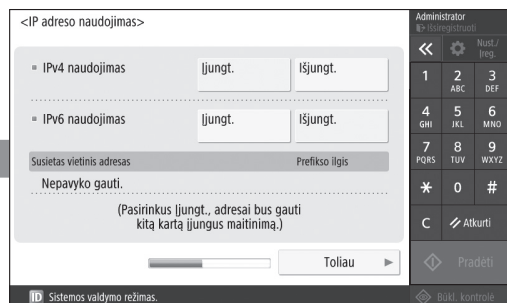 <IP adreso naudojimas>
IPv4 naudojimas
Įjungt.
Išjungt.
IPv6 naudojimas
Įjungt.
Išjungt.
Susietas vietinis adresas
Prefikso ilgis
Nepavyko gauti.
(Pasirinkus Įjungt., adresai bus gauti
kitą kartą įjungus maitinimą.)
Toliau
ID Sistemos valdymo režimas.
Administrator
Išsiregistruoti
Nust./
Įreg.
1
2
ABC
3
DEF
4
GHI
5
JKL
6
MNO
7
PQRS
8
TUV
9
WXYZ
*
0
#
C
Atkurti
Pradėti
Būkl. kontrolė